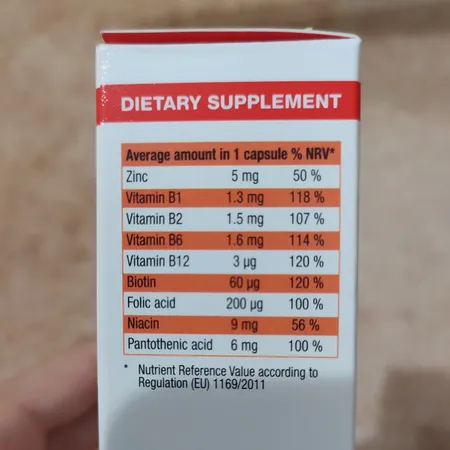 DIETARY SUPPLEMENT
Average amount in 1 capsule % NRV*
Zinc 5 mg 50 %
Vitamin B1 1.3 mg 118 %
Vitamin B2 1.5 mg 107 %
Vitamin B6 1.6 mg 114 %
Vitamin B12 3 µg 120 %
Biotin 60 µg 120 %
Folic acid 200 µg 100 %
Niacin 9 mg 56 %
Pantothenic acid 6 mg 100 %
* Nutrient Reference Value according to
Regulation (EU) 1169/2011